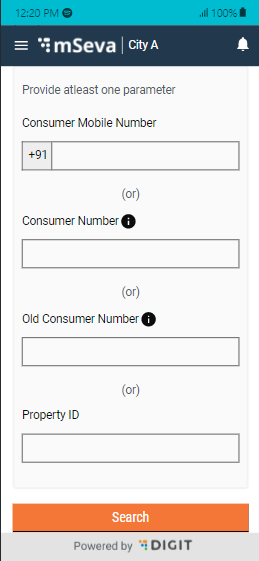 12:20 PM
100%
mSeva | City A
Provide atleast one parameter
Consumer Mobile Number
+91
(or)
Consumer Number
(or)
Old Consumer Number
(or)
Property ID
Search
Powered by DIGIT